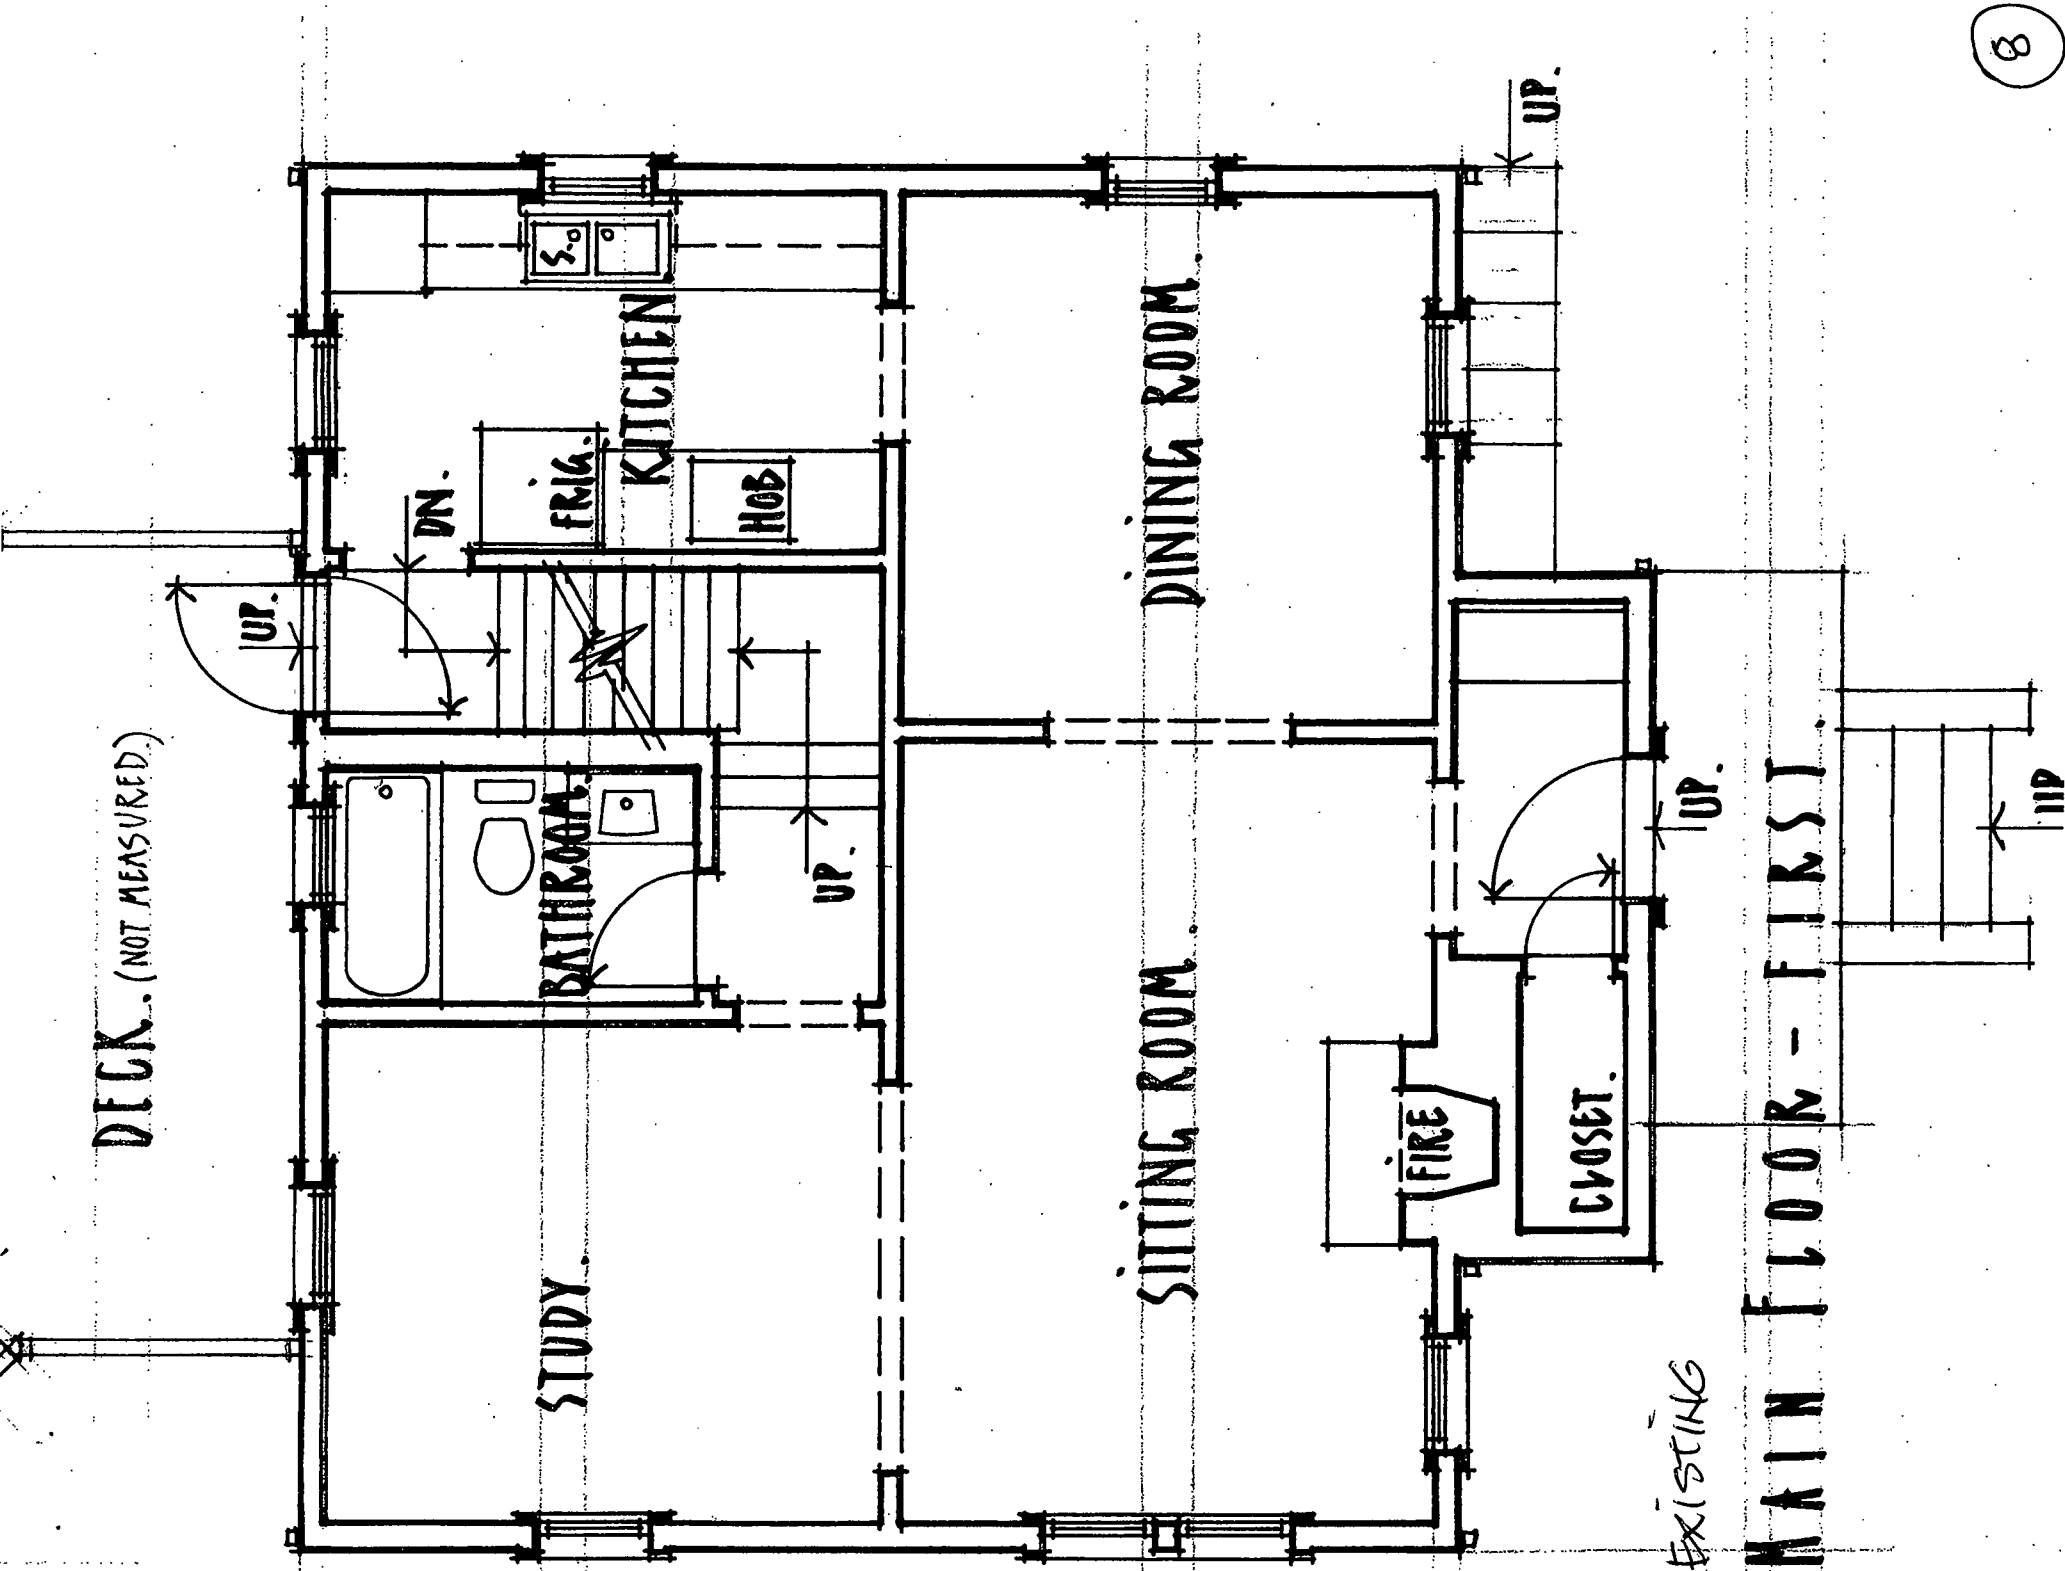 8
DECK. (NOT MEASURED.)
UP.
DN.
STUDY.
BATHROOM.
FRIG.
KITCHEN
S.
HOB
UP.
SITTING ROOM.
DINING ROOM.
FIRE
CLOSET.
UP.
UP.
EXISTING
MAIN FLOOR - FIRST
UP